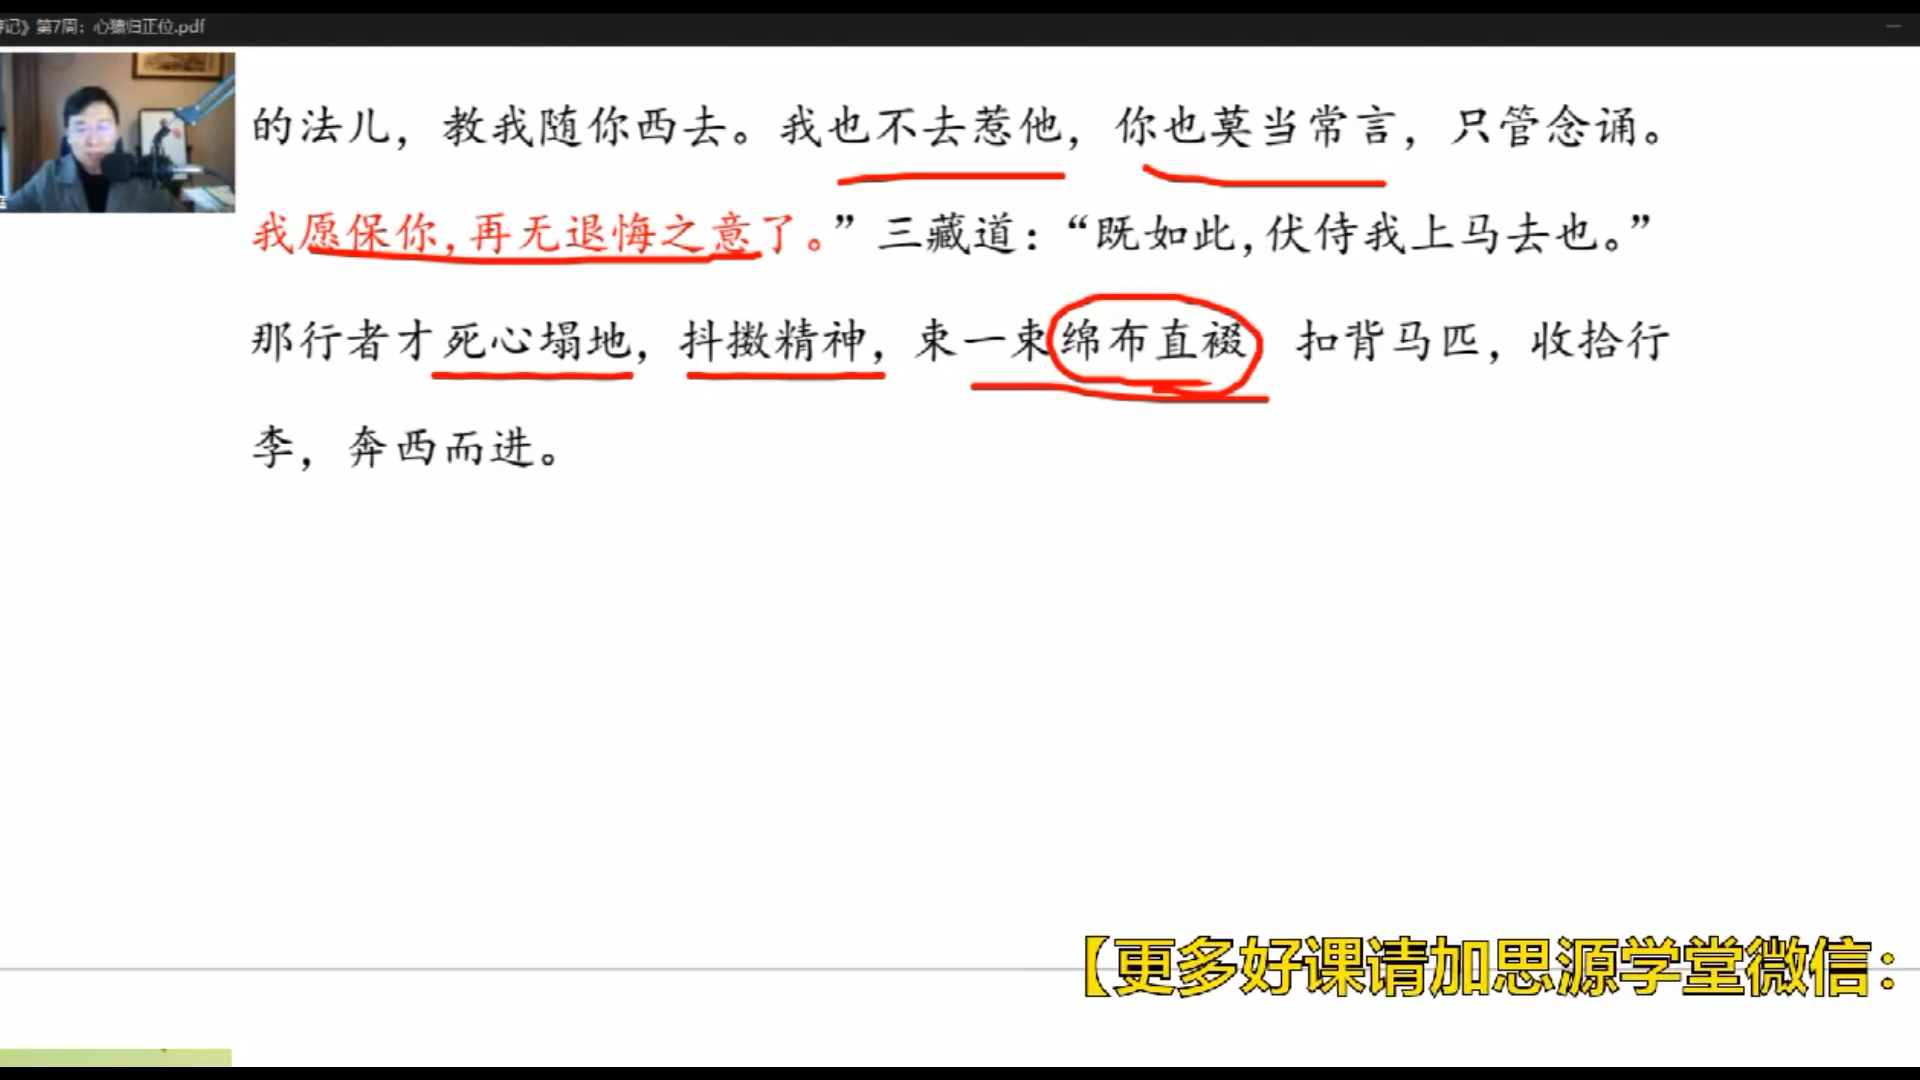 记》第7周：心猿归正位.pdf
的法儿，教我随你西去。我也不去惹他，你也莫当常言，只管念诵。
我愿保你，再无退悔之意了。”三藏道：“既如此，伏侍我上马去也。”
那行者才死心塌地，抖擞精神，束一束绵布直裰 扣背马匹，收拾行
李，奔西而进。
【更多好课请加思源学堂微信：